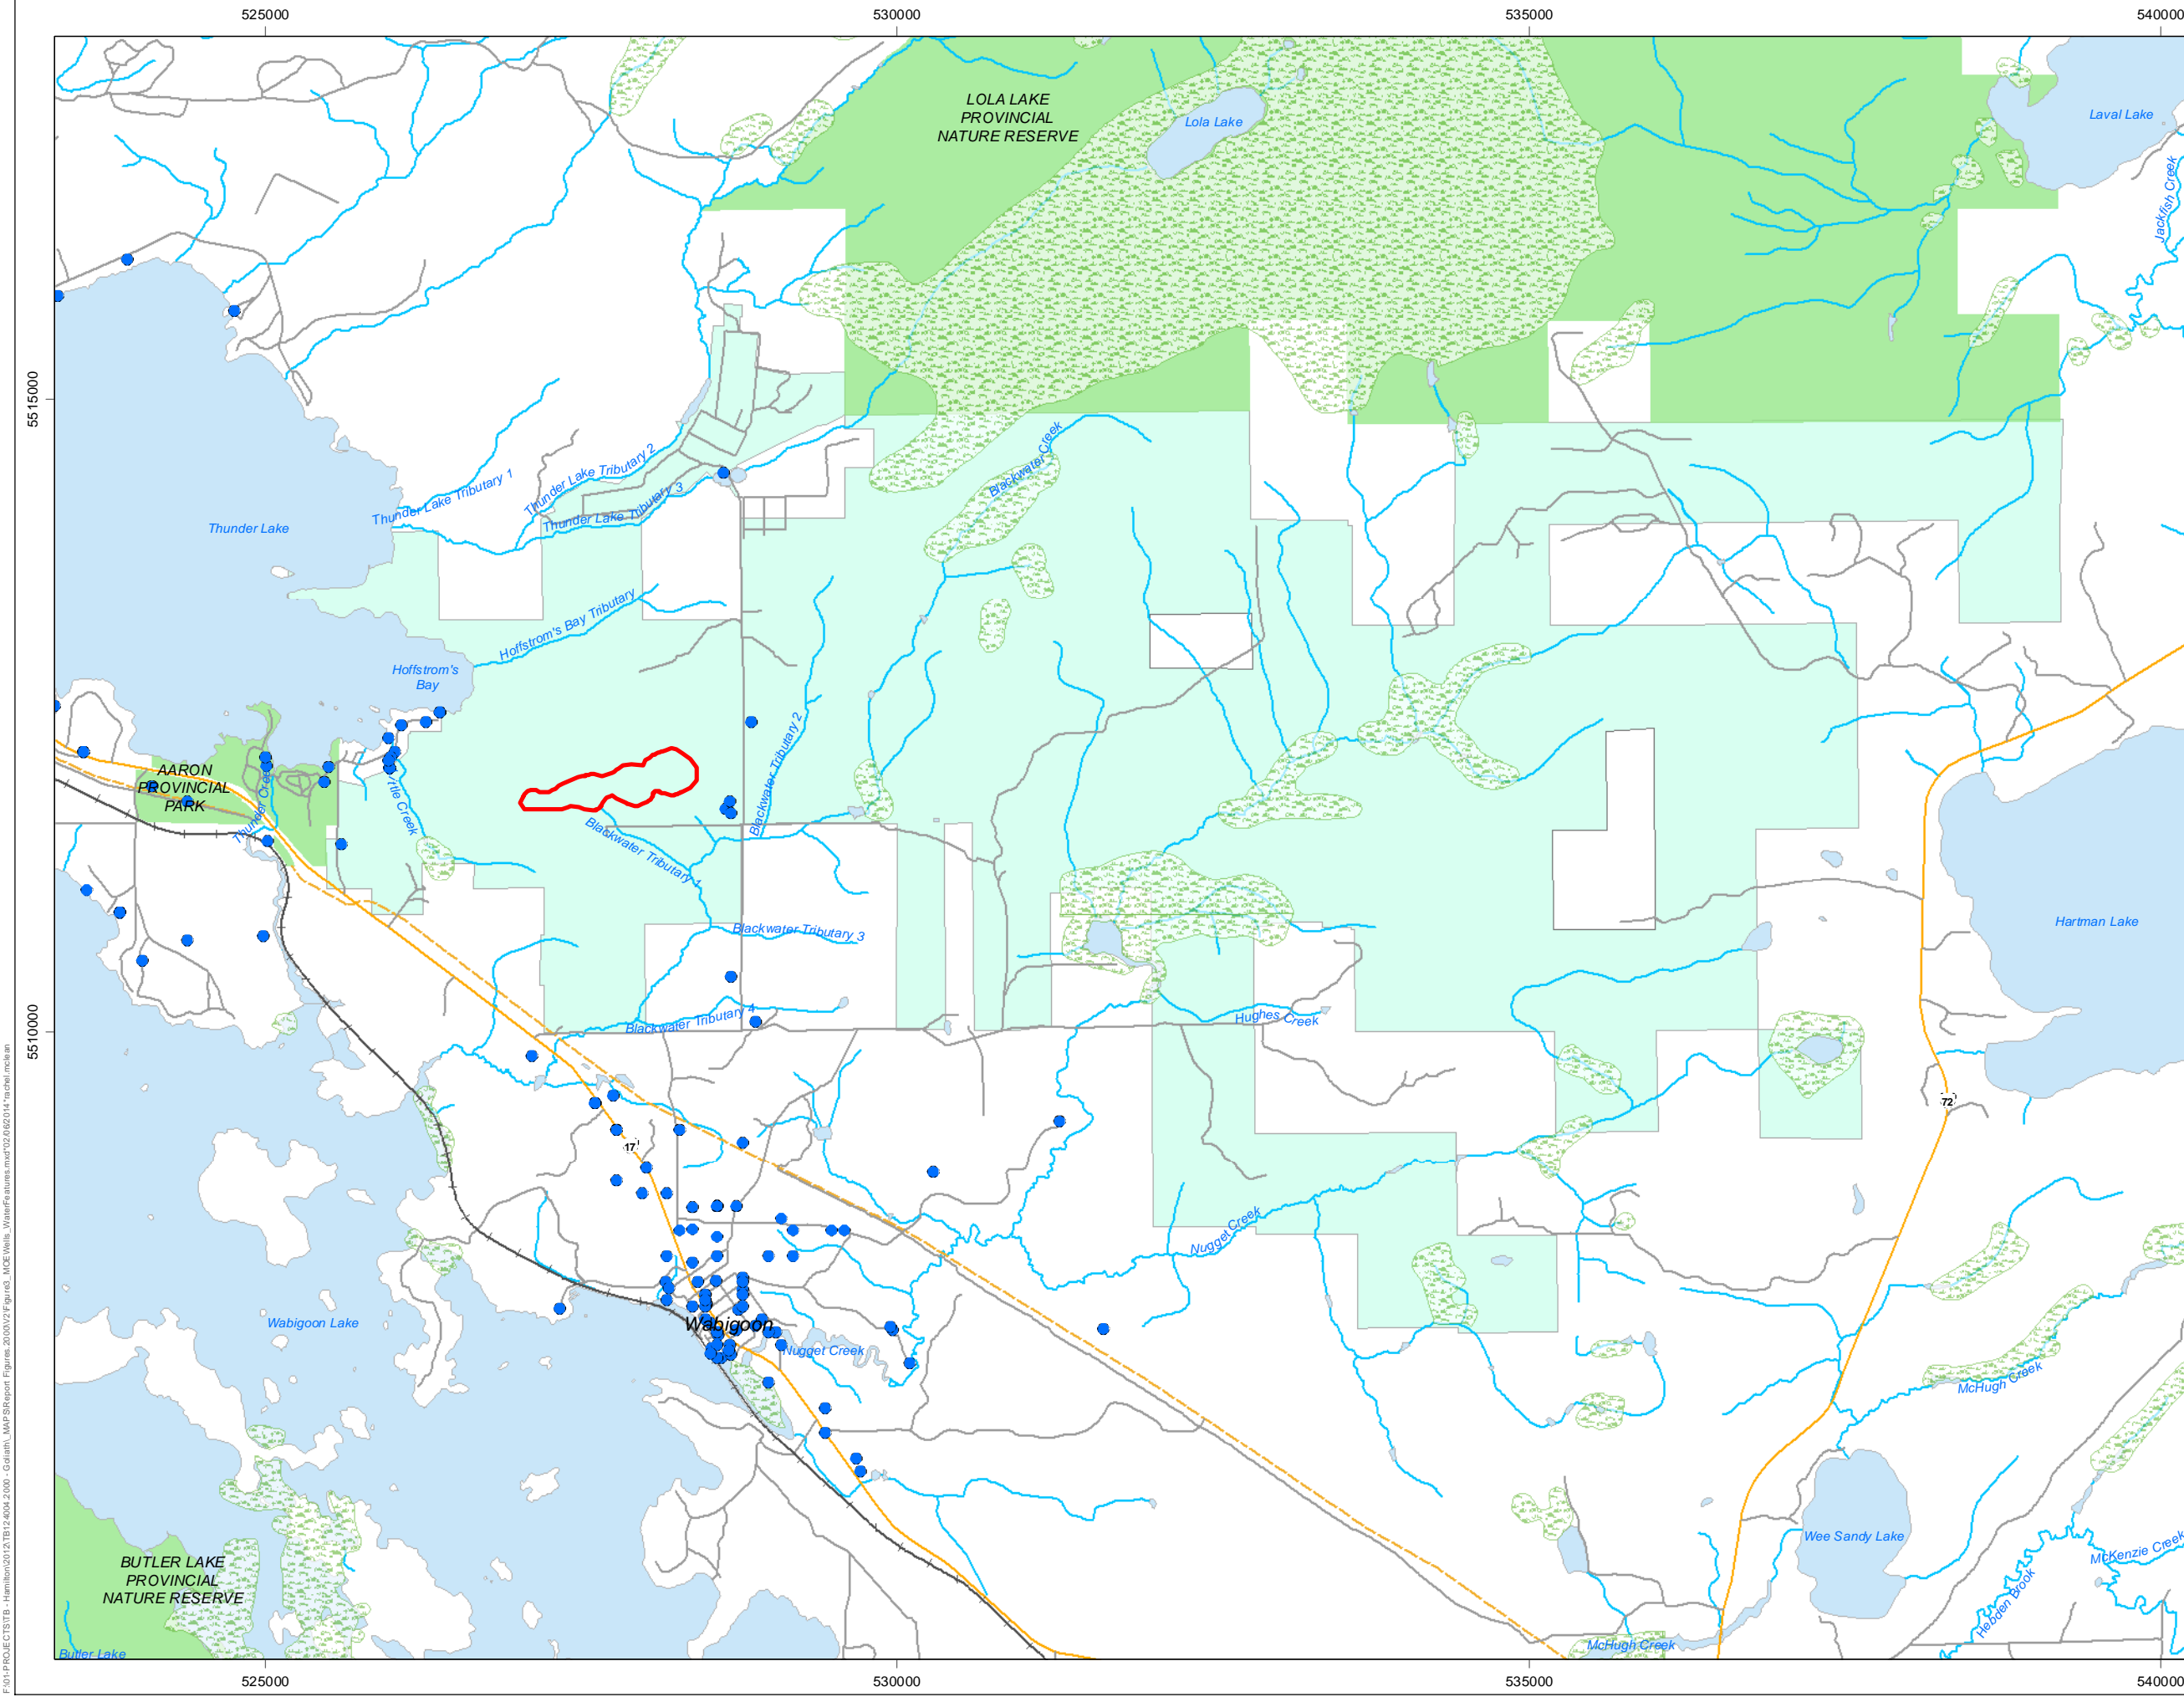 525000
530000
535000
540000
LOLA LAKE
PROVINCIAL
NATURE RESERVE
Lola Lake
Laval Lake
Jackfish Creek
5515000
Blackwater Creek
Thunder Lake Tributary 2
Thunder Lake Tributary 1
Thunder Lake Tributary 3
Thunder Lake
Hoffstrom's Bay Tributary
Hoffstrom's
Bay
Blackwater Tributary 2
AARON
PROVINCIAL
PARK
Thunder Creek
Blackwater Tributary 1
Hartman Lake
Blackwater Tributary 3
Blackwater Tributary 4
Hughes Creek
5510000
72
17
Nugget Creek
Wabigoon Lake
Wabigoon
Nugget Creek
McHugh Creek
Wee Sandy Lake
McKenzie Creek
BUTLER LAKE
PROVINCIAL
NATURE RESERVE
Hebden Brook
McHugh Creek
Butler Lake
525000
530000
535000
540000